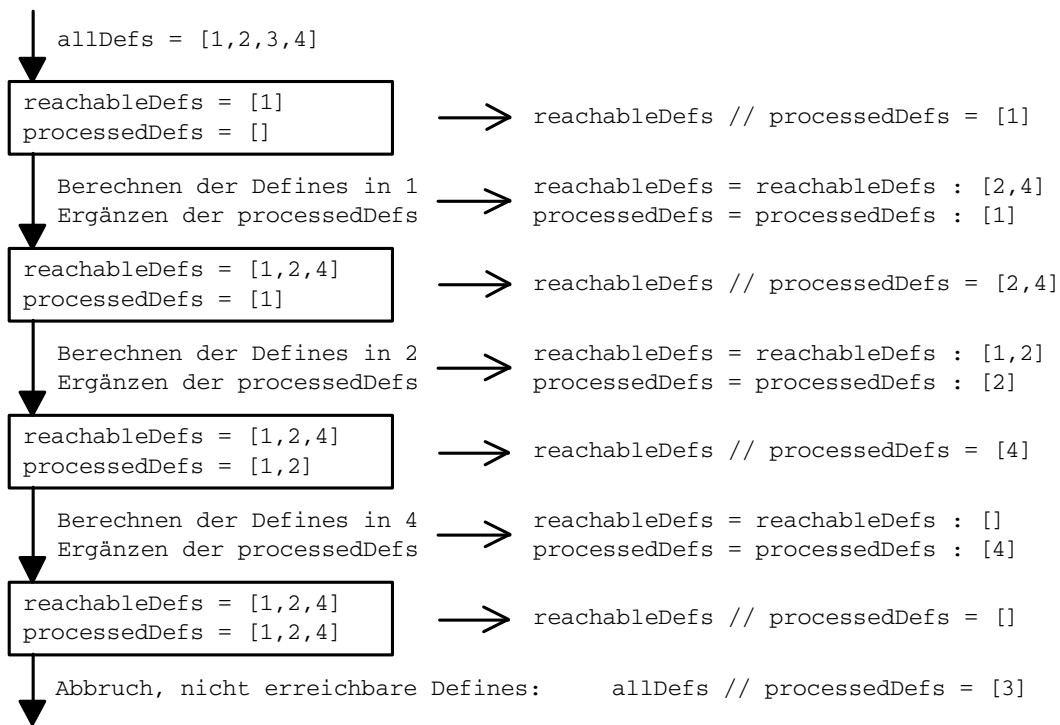 allDefs = [1,2,3,4]
reachableDefs = [1]
processedDefs = []
reachableDefs // processedDefs = [1]
Berechnen der Defines in 1
Ergänzen der processedDefs
reachableDefs = reachableDefs : [2,4]
processedDefs = processedDefs : [1]
reachableDefs = [1,2,4]
processedDefs = [1]
reachableDefs // processedDefs = [2,4]
Berechnen der Defines in 2
Ergänzen der processedDefs
reachableDefs = reachableDefs : [1,2]
processedDefs = processedDefs : [2]
reachableDefs = [1,2,4]
processedDefs = [1,2]
reachableDefs // processedDefs = [4]
Berechnen der Defines in 4
Ergänzen der processedDefs
reachableDefs = reachableDefs : []
processedDefs = processedDefs : [4]
reachableDefs = [1,2,4]
processedDefs = [1,2,4]
reachableDefs // processedDefs = []
Abbruch, nicht erreichbare Defines: allDefs // processedDefs = [3]